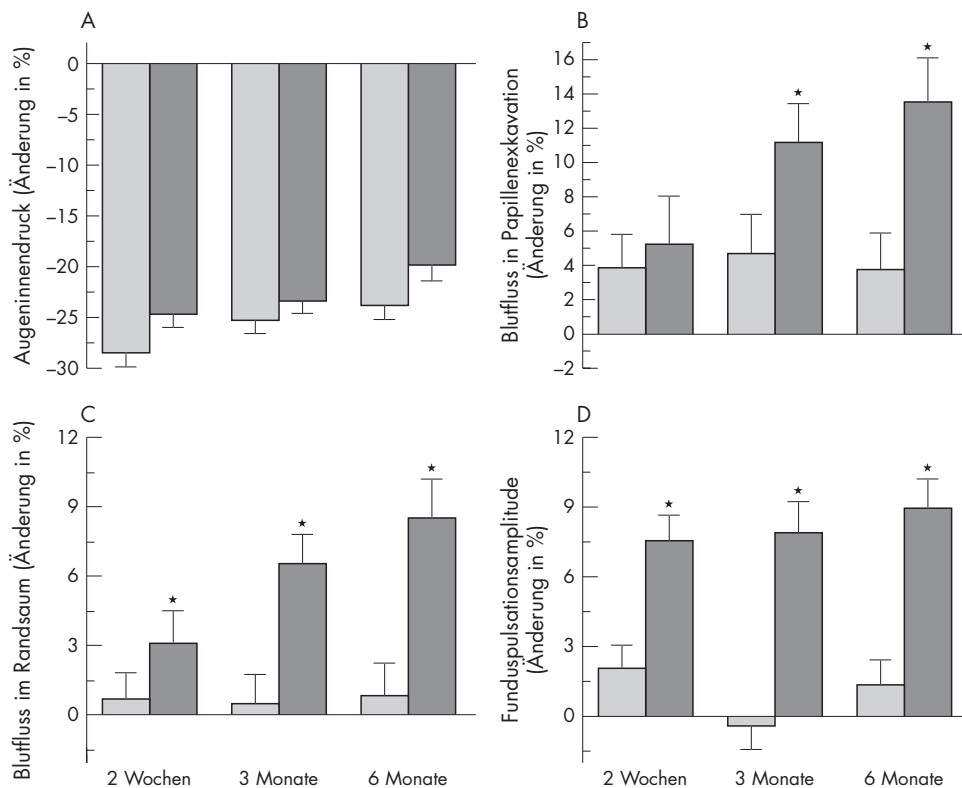 A
Augeninnendruck (Änderung in %)
0
–5
–10
–15
–20
–25
–30
B
Blutfluss in Papillenexkavation
(Änderung in %)
16
14
12
10
8
6
4
2
0
–2
★
★
C
Blutfluss im Randsaum (Änderung in %)
12
9
6
3
0
★
★
★
2 Wochen
3 Monate
6 Monate
D
Funduspulsationsamplitude
(Änderung in %)
12
9
6
3
0
★
★
★
2 Wochen
3 Monate
6 Monate